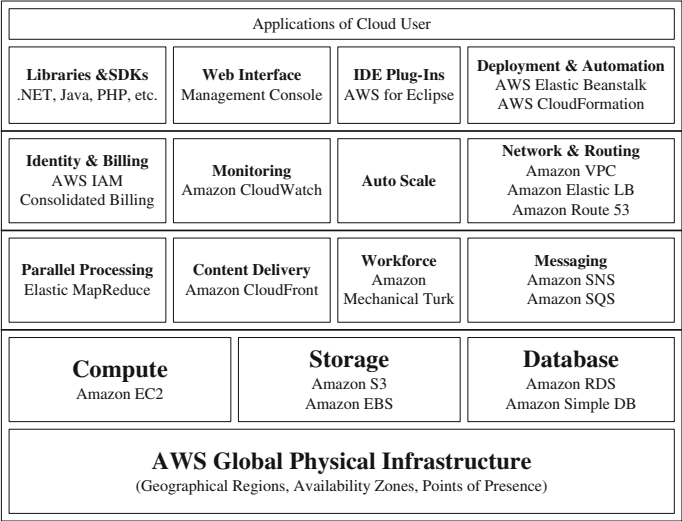 Applications of Cloud User
Libraries &SDKs
.NET, Java, PHP, etc.
Web Interface
Management Console
IDE Plug-Ins
AWS for Eclipse
Deployment & Automation
AWS Elastic Beanstalk
AWS CloudFormation
Identity & Billing
AWS IAM
Consolidated Billing
Monitoring
Amazon CloudWatch
Auto Scale
Network & Routing
Amazon VPC
Amazon Elastic LB
Amazon Route 53
Parallel Processing
Elastic MapReduce
Content Delivery
Amazon CloudFront
Workforce
Amazon
Mechanical Turk
Messaging
Amazon SNS
Amazon SQS
Compute
Amazon EC2
Storage
Amazon S3
Amazon EBS
Database
Amazon RDS
Amazon Simple DB
AWS Global Physical Infrastructure
(Geographical Regions, Availability Zones, Points of Presence)